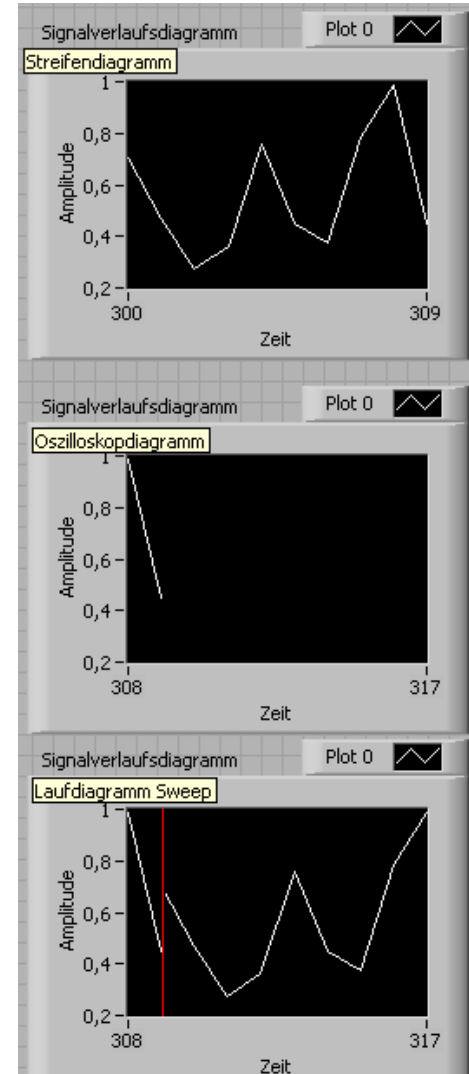 Signalverlaufsdiagramm Plot 0
Streifendiagramm
1
0,8
0,6
0,4
0,2
Amplitude
300 309
Zeit
Signalverlaufsdiagramm Plot 0
Oszilloskopdiagramm
1
0,8
0,6
0,4
0,2
Amplitude
308 317
Zeit
Signalverlaufsdiagramm Plot 0
Laufdiagramm Sweep
1
0,8
0,6
0,4
0,2
Amplitude
308 317
Zeit